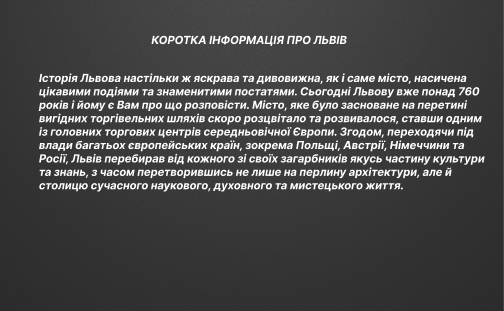 КОРОТКА ІНФОРМАЦІЯ ПРО ЛЬВІВ
Історія Львова настільки ж яскрава та дивовижна, як і саме місто, насичена
цікавими подіями та знаменитими постатями. Сьогодні Львову вже понад 760
років і йому є Вам про що розповісти. Місто, яке було засноване на перетині
вигідних торгівельних шляхів скоро розцвітало та розвивалося, ставши одним
із головних торгових центрів середньовічної Європи. Згодом, переходячи під
влади багатьох європейських країн, зокрема Польщі, Австрії, Німеччини та
Росії, Львів перебирав від кожного зі своїх загарбників якусь частину культури
та знань, з часом перетворившись не лише на перлину архітектури, але й
столицю сучасного наукового, духовного та мистецького життя.